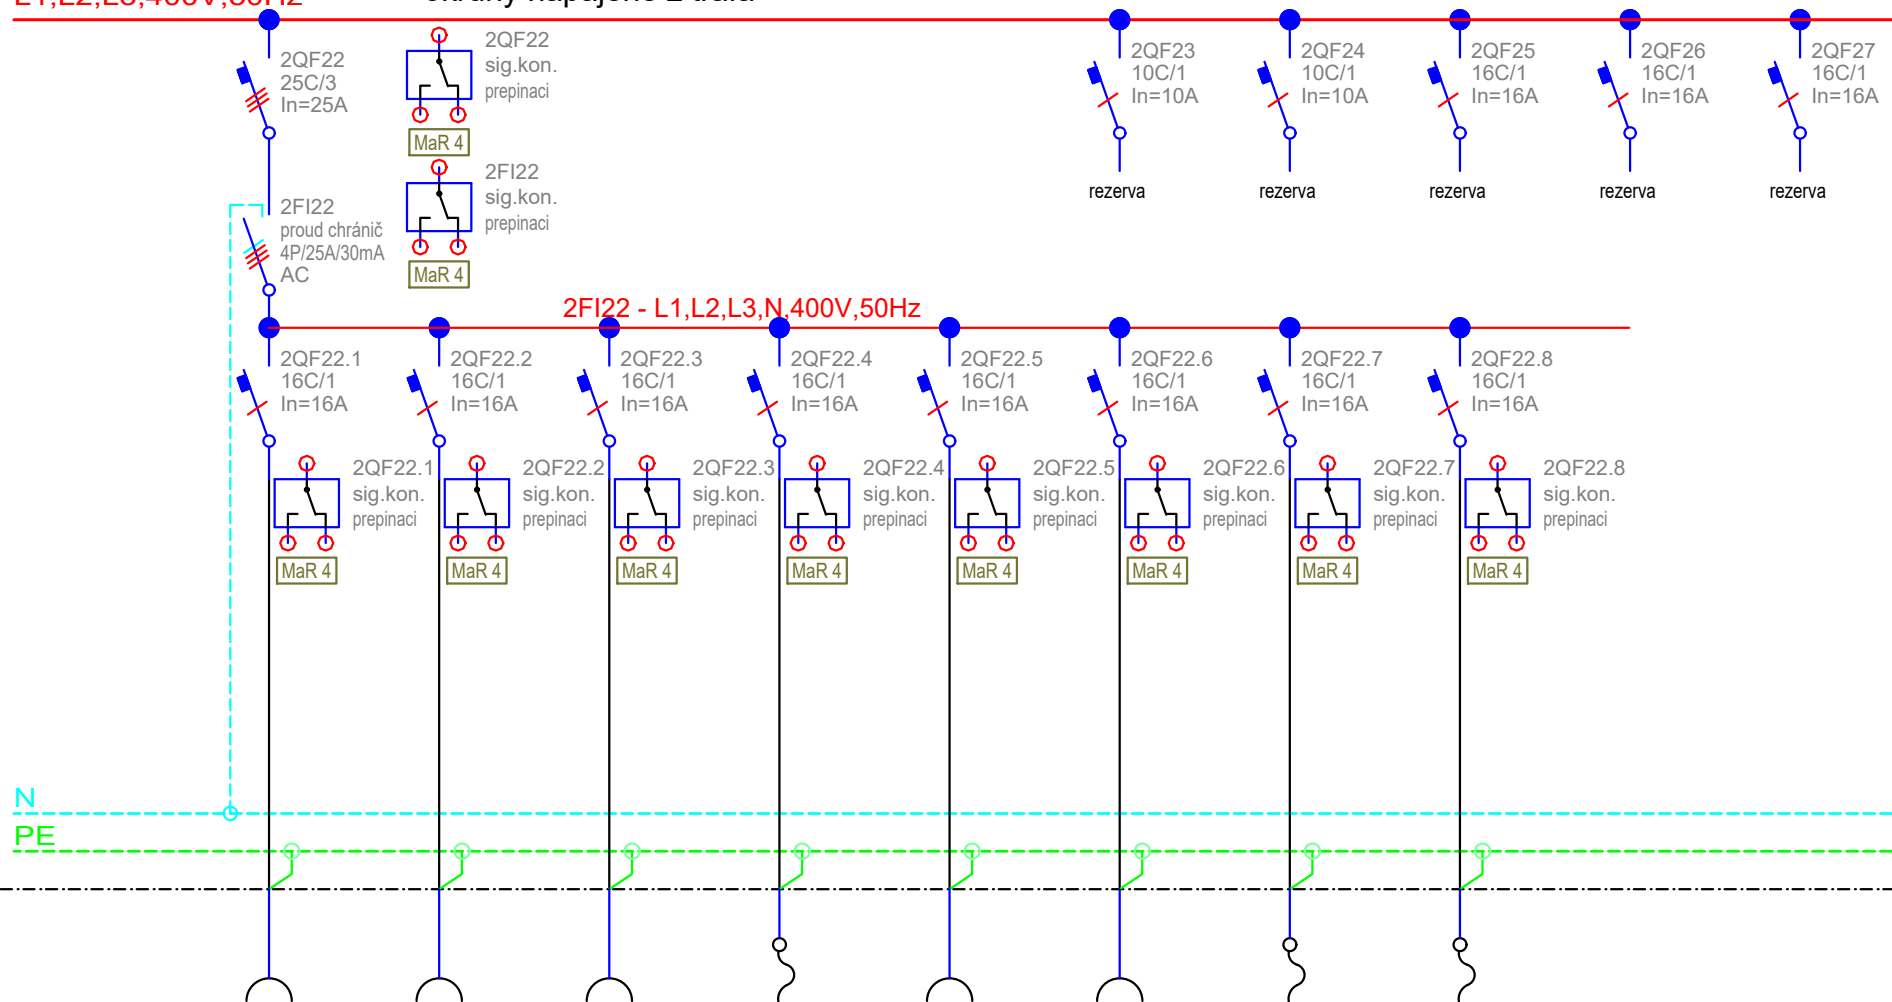 L1,L2,L3,400V,50Hz
okruhy napájené z trafa
2QF22
25C/3
In=25A
2QF22
sig.kon.
prepinaci
MaR 4
2QF23
10C/1
In=10A
rezerva
2QF24
10C/1
In=10A
rezerva
2QF25
16C/1
In=16A
rezerva
2QF26
16C/1
In=16A
rezerva
2QF27
16C/1
In=16A
rezerva
2FI22
proud chránič
4P/25A/30mA
AC
2FI22
sig.kon.
prepinaci
MaR 4
2FI22 - L1,L2,L3,N,400V,50Hz
2QF22.1
16C/1
In=16A
2QF22.2
16C/1
In=16A
2QF22.3
16C/1
In=16A
2QF22.4
16C/1
In=16A
2QF22.5
16C/1
In=16A
2QF22.6
16C/1
In=16A
2QF22.7
16C/1
In=16A
2QF22.8
16C/1
In=16A
2QF22.1
sig.kon.
prepinaci
MaR 4
2QF22.2
sig.kon.
prepinaci
MaR 4
2QF22.3
sig.kon.
prepinaci
MaR 4
2QF22.4
sig.kon.
prepinaci
MaR 4
2QF22.5
sig.kon.
prepinaci
MaR 4
2QF22.6
sig.kon.
prepinaci
MaR 4
2QF22.7
sig.kon.
prepinaci
MaR 4
2QF22.8
sig.kon.
prepinaci
MaR 4
N
PE